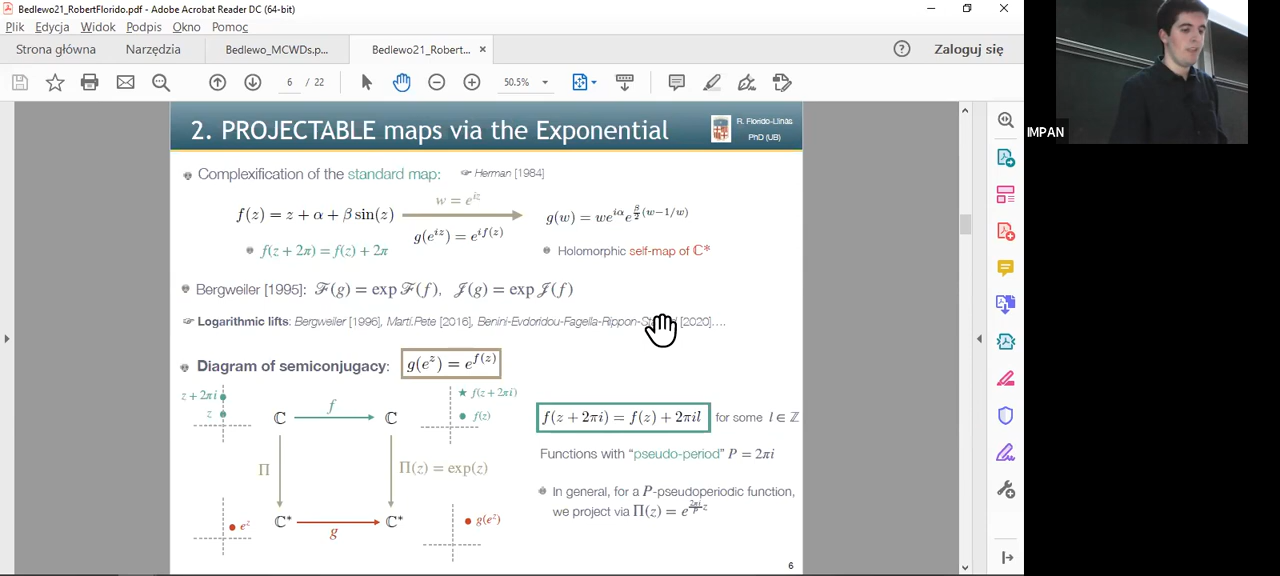 Bedlewo21_RobertFlorido.pdf - Adobe Acrobat Reader DC (64-bit)
Plik Edycja Widok Podpis Okno Pomoc
Strona główna Narzędzia Bedlewo_MCWDs.p... Bedlewo21_Robert... × Zaloguj się
6 / 22 50.5%
IMPAN
2. PROJECTABLE maps via the Exponential
R. Florido-Llinàs
PhD (UB)
Complexification of the standard map: Herman [1984]
f(z) = z + α + β sin(z)
w = e^{iz}
g(e^{iz}) = e^{if(z)}
g(w) = we^{iα}e^{\frac{β}{2}(w−1/w)}
f(z + 2π) = f(z) + 2π
Holomorphic self-map of ℂ*
Bergweiler [1995]: ℱ(g) = exp ℱ(f), 𝒥(g) = exp 𝒥(f)
Logarithmic lifts: Bergweiler [1996], Martí-Pete [2016], Benini-Evdoridou-Fagella-Rippon- [2020]....
Diagram of semiconjugacy: g(e^z) = e^{f(z)}
z + 2πi
z
ℂ f ℂ
f(z + 2πi)
f(z)
f(z + 2πi) = f(z) + 2πil for some l ∈ ℤ
Π Π(z) = exp(z)
Functions with "pseudo-period" P = 2πi
In general, for a P-pseudoperiodic function,
we project via Π(z) = e^{\frac{2πi}{P}z}
e^z
ℂ* g ℂ*
g(e^z)
6